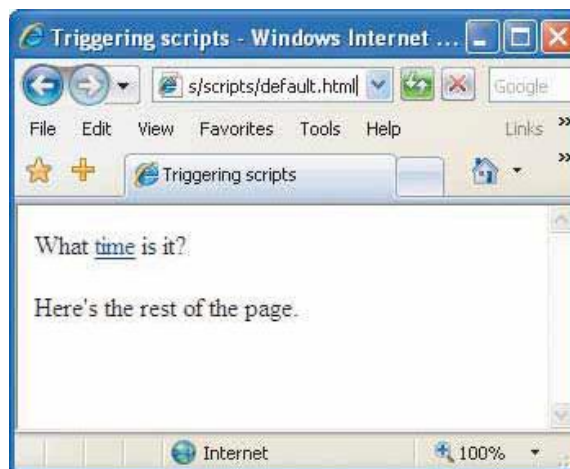 Triggering scripts - Windows Internet ...
s/scripts/default.html
Google
File Edit View Favorites Tools Help Links »
Triggering scripts »
What time is it?
Here's the rest of the page.
Internet 100%